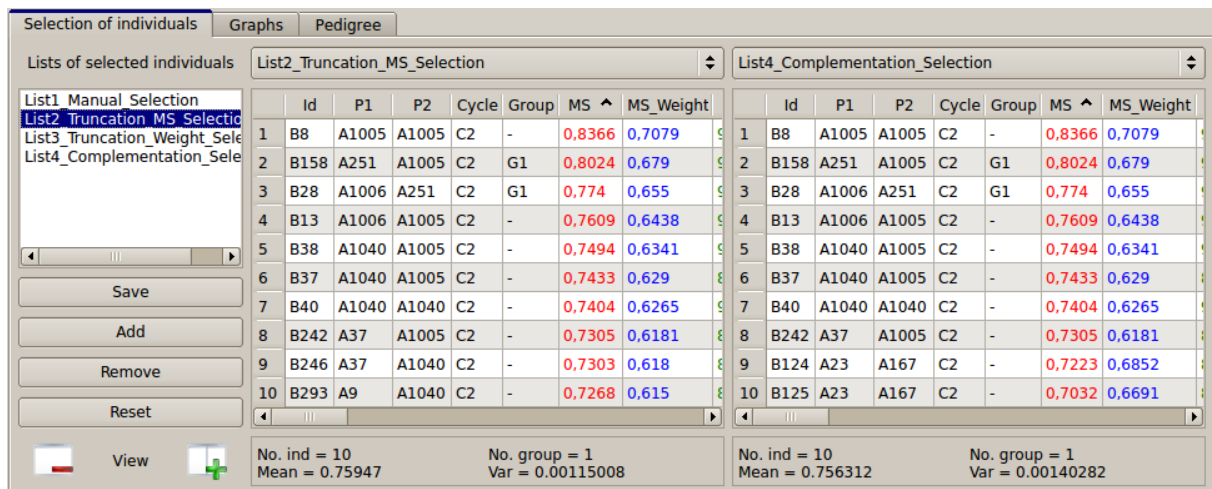 Selection of individuals Graphs Pedigree
Lists of selected individuals
List1_Manual_Selection
List2_Truncation_MS_Selectio
List3_Truncation_Weight_Sele
List4_Complementation_Sele
Save
Add
Remove
Reset
View
List2_Truncation_MS_Selection
Id P1 P2 Cycle Group MS MS_Weight
1 B8 A1005 A1005 C2 - 0,8366 0,7079
2 B158 A251 A1005 C2 G1 0,8024 0,679
3 B28 A1006 A251 C2 G1 0,774 0,655
4 B13 A1006 A1005 C2 - 0,7609 0,6438
5 B38 A1040 A1005 C2 - 0,7494 0,6341
6 B37 A1040 A1005 C2 - 0,7433 0,629
7 B40 A1040 A1040 C2 - 0,7404 0,6265
8 B242 A37 A1005 C2 - 0,7305 0,6181
9 B246 A37 A1040 C2 - 0,7303 0,618
10 B293 A9 A1040 C2 - 0,7268 0,615
No. ind = 10 No. group = 1
Mean = 0.75947 Var = 0.00115008
List4_Complementation_Selection
Id P1 P2 Cycle Group MS MS_Weight
1 B8 A1005 A1005 C2 - 0,8366 0,7079
2 B158 A251 A1005 C2 G1 0,8024 0,679
3 B28 A1006 A251 C2 G1 0,774 0,655
4 B13 A1006 A1005 C2 - 0,7609 0,6438
5 B38 A1040 A1005 C2 - 0,7494 0,6341
6 B37 A1040 A1005 C2 - 0,7433 0,629
7 B40 A1040 A1040 C2 - 0,7404 0,6265
8 B242 A37 A1005 C2 - 0,7305 0,6181
9 B124 A23 A167 C2 - 0,7223 0,6852
10 B125 A23 A167 C2 - 0,7032 0,6691
No. ind = 10 No. group = 1
Mean = 0.756312 Var = 0.00140282